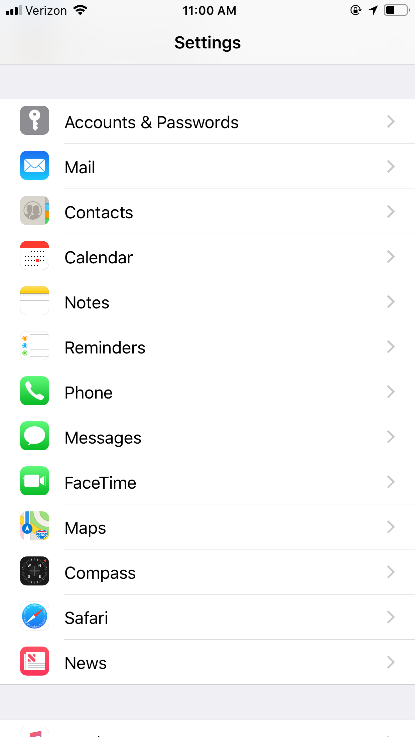 Verizon 11:00 AM
Settings
Accounts & Passwords
Mail
Contacts
Calendar
Notes
Reminders
Phone
Messages
FaceTime
Maps
Compass
Safari
News